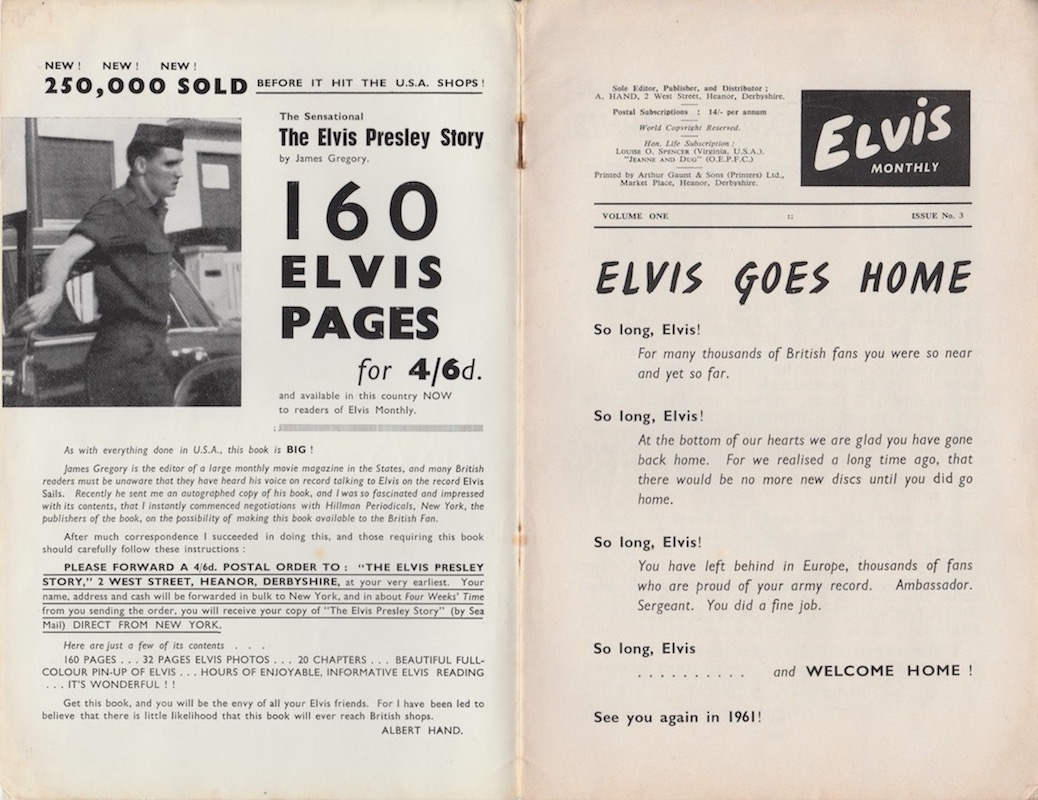 NEW! NEW! NEW!
250,000 SOLD BEFORE IT HIT THE U.S.A. SHOPS!
The Sensational
The Elvis Presley Story
by James Gregory.
160
ELVIS
PAGES
for 4/6d.
and available in this country NOW
to readers of Elvis Monthly.
As with everything done in U.S.A., this book is BIG !
James Gregory is the editor of a large monthly movie magazine in the States, and many British
readers must be unaware that they have heard his voice on record talking to Elvis on the record Elvis
Sails. Recently he sent me an autographed copy of his book, and I was so fascinated and impressed
with its contents, that I instantly commenced negotiations with Hillman Periodicals, New York, the
publishers of the book, on the possibility of making this book available to the British Fan.
After much correspondence I succeeded in doing this, and those requiring this book
should carefully follow these instructions :
PLEASE FORWARD A 4/6d. POSTAL ORDER TO : "THE ELVIS PRESLEY
STORY," 2 WEST STREET, HEANOR, DERBYSHIRE, at your very earliest. Your
name, address and cash will be forwarded in bulk to New York, and in about Four Weeks' Time
from you sending the order, you will receive your copy of "The Elvis Presley Story" (by Sea
Mail) DIRECT FROM NEW YORK.
Here are just a few of its contents . . .
160 PAGES . . . 32 PAGES ELVIS PHOTOS . . . 20 CHAPTERS . . . BEAUTIFUL FULL-
COLOUR PIN-UP OF ELVIS . . . HOURS OF ENJOYABLE, INFORMATIVE ELVIS READING
. . . IT'S WONDERFUL ! !
Get this book, and you will be the envy of all your Elvis friends. For I have been led to
believe that there is little likelihood that this book will ever reach British shops.
ALBERT HAND.
Sole Editor, Publisher, and Distributor ;
A. HAND, 2 West Street, Heanor, Derbyshire.
Postal Subscriptions : 14/- per annum
World Copyright Reserved.
Hon. Life Subscription :
LOUISE O. SPENCER (Virginia, U.S.A.).
"JEANNE AND DUG" (O.E.P.F.C.)
Printed by Arthur Gaunt & Sons (Printers) Ltd.,
Market Place, Heanor, Derbyshire.
ELVIS
MONTHLY
VOLUME ONE :: ISSUE No. 3
ELVIS GOES HOME
So long, Elvis!
For many thousands of British fans you were so near
and yet so far.
So long, Elvis!
At the bottom of our hearts we are glad you have gone
back home. For we realised a long time ago, that
there would be no more new discs until you did go
home.
So long, Elvis!
You have left behind in Europe, thousands of fans
who are proud of your army record. Ambassador.
Sergeant. You did a fine job.
So long, Elvis
. . . . . . . . . . and WELCOME HOME !
See you again in 1961!